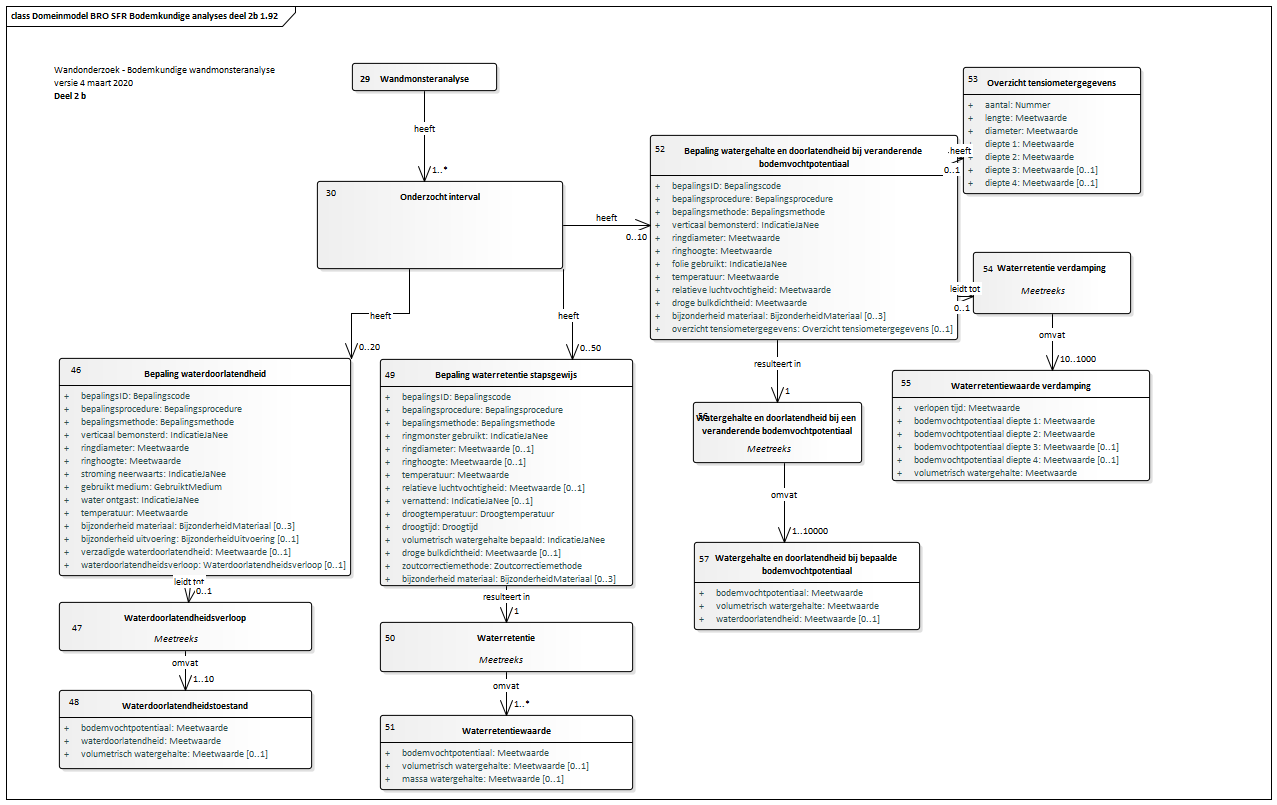 class Domeinmodel BRO SFR Bodemkundige analyses deel 2b 1.92
Wandonderzoek - Bodemkundige wandmonsteranalyse
versie 4 maart 2020
Deel 2 b
29 Wandmonsteranalyse
heeft
1..*
30 Onderzocht interval
heeft
0..10
heeft
0..20
heeft
0..50
52 Bepaling watergehalte en doorlatendheid bij veranderende
bodemvochtpotentiaal
+ bepalingsID: Bepalingscode
+ bepalingsprocedure: Bepalingsprocedure
+ bepalingsmethode: Bepalingsmethode
+ verticaal bemonsterd: IndicatieJaNee
+ ringdiameter: Meetwaarde
+ ringhoogte: Meetwaarde
+ folie gebruikt: IndicatieJaNee
+ temperatuur: Meetwaarde
+ relatieve luchtvochtigheid: Meetwaarde
+ droge bulkdichtheid: Meetwaarde
+ bijzonderheid materiaal: BijzonderheidMateriaal [0..3]
+ overzicht tensiometergegevens: Overzicht tensiometergegevens [0..1]
heeft
0..1
53 Overzicht tensiometergegevens
+ aantal: Nummer
+ lengte: Meetwaarde
+ diameter: Meetwaarde
+ diepte 1: Meetwaarde
+ diepte 2: Meetwaarde
+ diepte 3: Meetwaarde [0..1]
+ diepte 4: Meetwaarde [0..1]
leidt tot
0..1
54 Waterretentie verdamping
Meetreeks
omvat
10..1000
55 Waterretentiewaarde verdamping
+ verlopen tijd: Meetwaarde
+ bodemvochtpotentiaal diepte 1: Meetwaarde
+ bodemvochtpotentiaal diepte 2: Meetwaarde
+ bodemvochtpotentiaal diepte 3: Meetwaarde [0..1]
+ bodemvochtpotentiaal diepte 4: Meetwaarde [0..1]
+ volumetrisch watergehalte: Meetwaarde
resulteert in
1
56 Watergehalte en doorlatendheid bij een
veranderende bodemvochtpotentiaal
Meetreeks
omvat
1..10000
57 Watergehalte en doorlatendheid bij bepaalde
bodemvochtpotentiaal
+ bodemvochtpotentiaal: Meetwaarde
+ volumetrisch watergehalte: Meetwaarde
+ waterdoorlatendheid: Meetwaarde [0..1]
46 Bepaling waterdoorlatendheid
+ bepalingsID: Bepalingscode
+ bepalingsprocedure: Bepalingsprocedure
+ bepalingsmethode: Bepalingsmethode
+ verticaal bemonsterd: IndicatieJaNee
+ ringdiameter: Meetwaarde
+ ringhoogte: Meetwaarde
+ stroming neerwaarts: IndicatieJaNee
+ gebruikt medium: GebruiktMedium
+ water ontgast: IndicatieJaNee
+ temperatuur: Meetwaarde
+ bijzonderheid materiaal: BijzonderheidMateriaal [0..3]
+ bijzonderheid uitvoering: BijzonderheidUitvoering [0..1]
+ verzadigde waterdoorlatendheid: Meetwaarde [0..1]
+ waterdoorlatendheidsverloop: Waterdoorlatendheidsverloop [0..1]
leidt tot
0..1
47 Waterdoorlatendheidsverloop
Meetreeks
omvat
1..10
48 Waterdoorlatendheidstoestand
+ bodemvochtpotentiaal: Meetwaarde
+ waterdoorlatendheid: Meetwaarde
+ volumetrisch watergehalte: Meetwaarde [0..1]
49 Bepaling waterretentie stapsgewijs
+ bepalingsID: Bepalingscode
+ bepalingsprocedure: Bepalingsprocedure
+ bepalingsmethode: Bepalingsmethode
+ ringmonster gebruikt: IndicatieJaNee
+ ringdiameter: Meetwaarde [0..1]
+ ringhoogte: Meetwaarde [0..1]
+ temperatuur: Meetwaarde
+ relatieve luchtvochtigheid: Meetwaarde [0..1]
+ vernattend: IndicatieJaNee [0..1]
+ droogtemperatuur: Droogtemperatuur
+ droogtijd: Droogtijd
+ volumetrisch watergehalte bepaald: IndicatieJaNee
+ droge bulkdichtheid: Meetwaarde [0..1]
+ zoutcorrectiemethode: Zoutcorrectiemethode
+ bijzonderheid materiaal: BijzonderheidMateriaal [0..3]
resulteert in
1
50 Waterretentie
Meetreeks
omvat
1..*
51 Waterretentiewaarde
+ bodemvochtpotentiaal: Meetwaarde
+ volumetrisch watergehalte: Meetwaarde [0..1]
+ massa watergehalte: Meetwaarde [0..1]